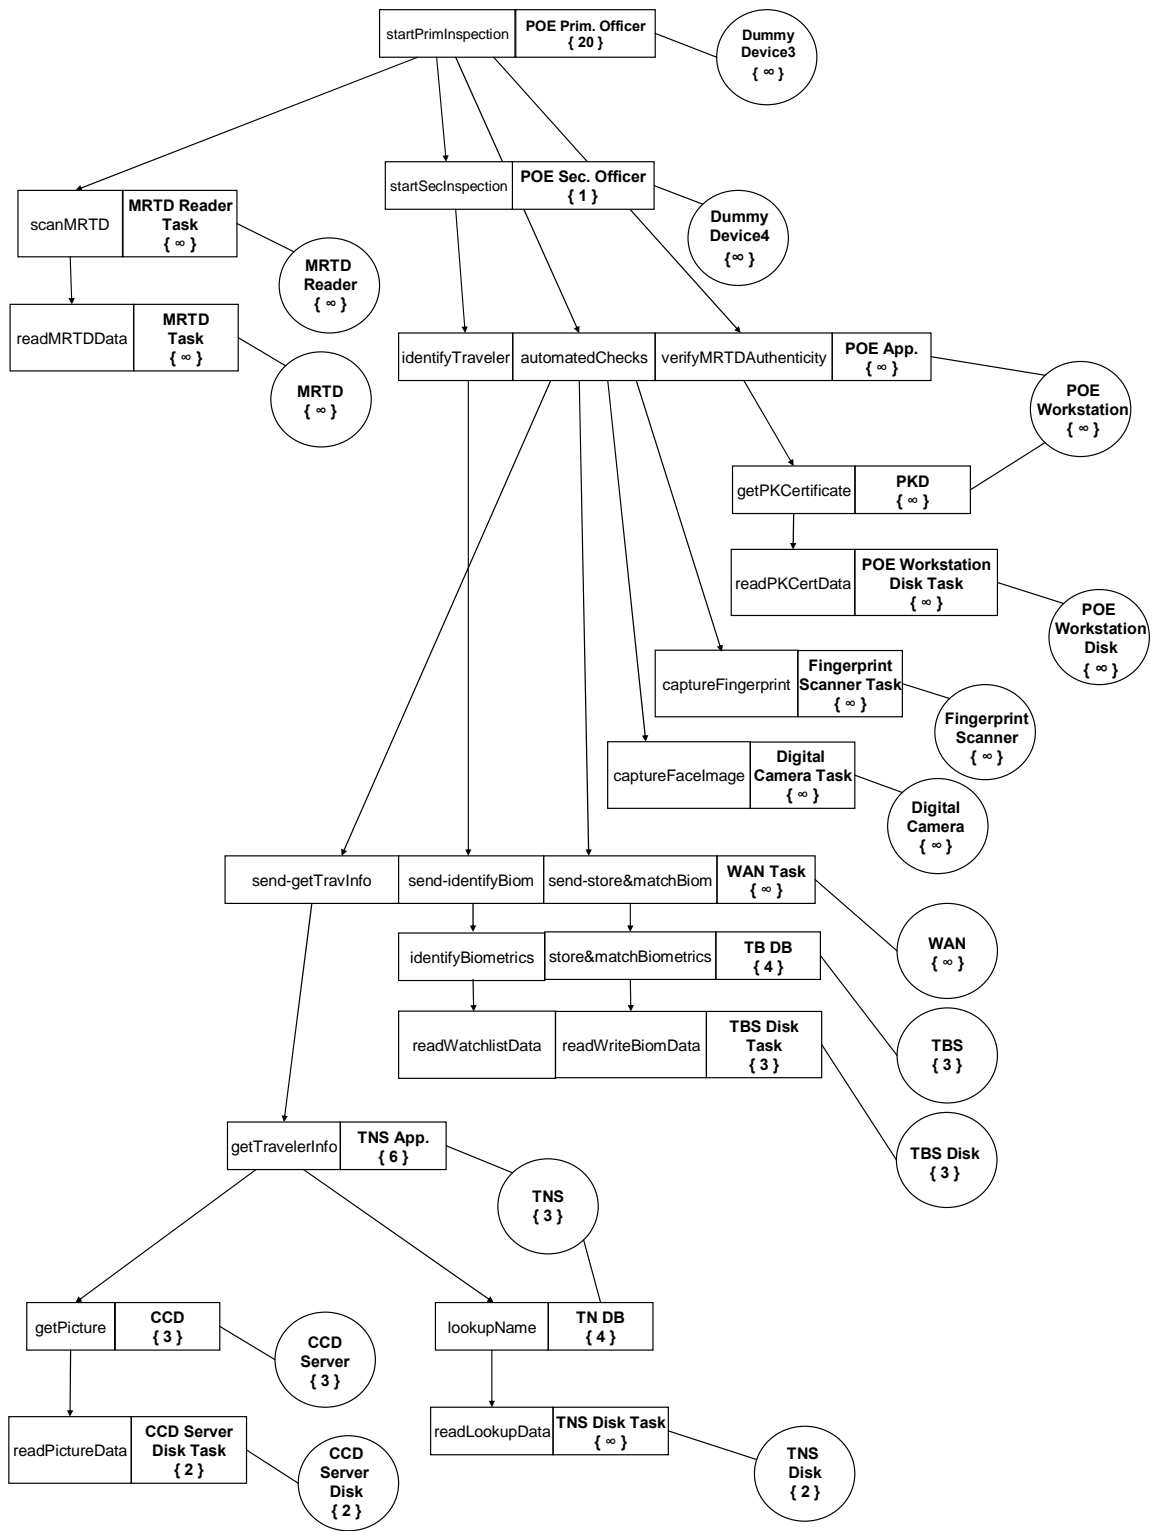 startPrimInspection
POE Prim. Officer
{ 20 }
Dummy
Device3
{ ∞ }
startSecInspection
POE Sec. Officer
{ 1 }
Dummy
Device4
{∞ }
scanMRTD
MRTD Reader
Task
{ ∞ }
MRTD
Reader
{ ∞ }
readMRTDData
MRTD
Task
{ ∞ }
MRTD
{ ∞ }
identifyTraveler
automatedChecks
verifyMRTDAuthenticity
POE App.
{ ∞ }
POE
Workstation
{ ∞ }
getPKCertificate
PKD
{ ∞ }
readPKCertData
POE Workstation
Disk Task
{ ∞ }
POE
Workstation
Disk
{ ∞ }
captureFingerprint
Fingerprint
Scanner Task
{ ∞ }
Fingerprint
Scanner
{ ∞ }
captureFaceImage
Digital
Camera Task
{ ∞ }
Digital
Camera
{ ∞ }
send-getTravInfo
send-identifyBiom
send-store&matchBiom
WAN Task
{ ∞ }
WAN
{ ∞ }
identifyBiometrics
store&matchBiometrics
TB DB
{ 4 }
TBS
{ 3 }
readWatchlistData
readWriteBiomData
TBS Disk
Task
{ 3 }
TBS Disk
{ 3 }
getTravelerInfo
TNS App.
{ 6 }
TNS
{ 3 }
getPicture
CCD
{ 3 }
CCD
Server
{ 3 }
lookupName
TN DB
{ 4 }
readPictureData
CCD Server
Disk Task
{ 2 }
CCD
Server
Disk
{ 2 }
readLookupData
TNS Disk Task
{ ∞ }
TNS
Disk
{ 2 }